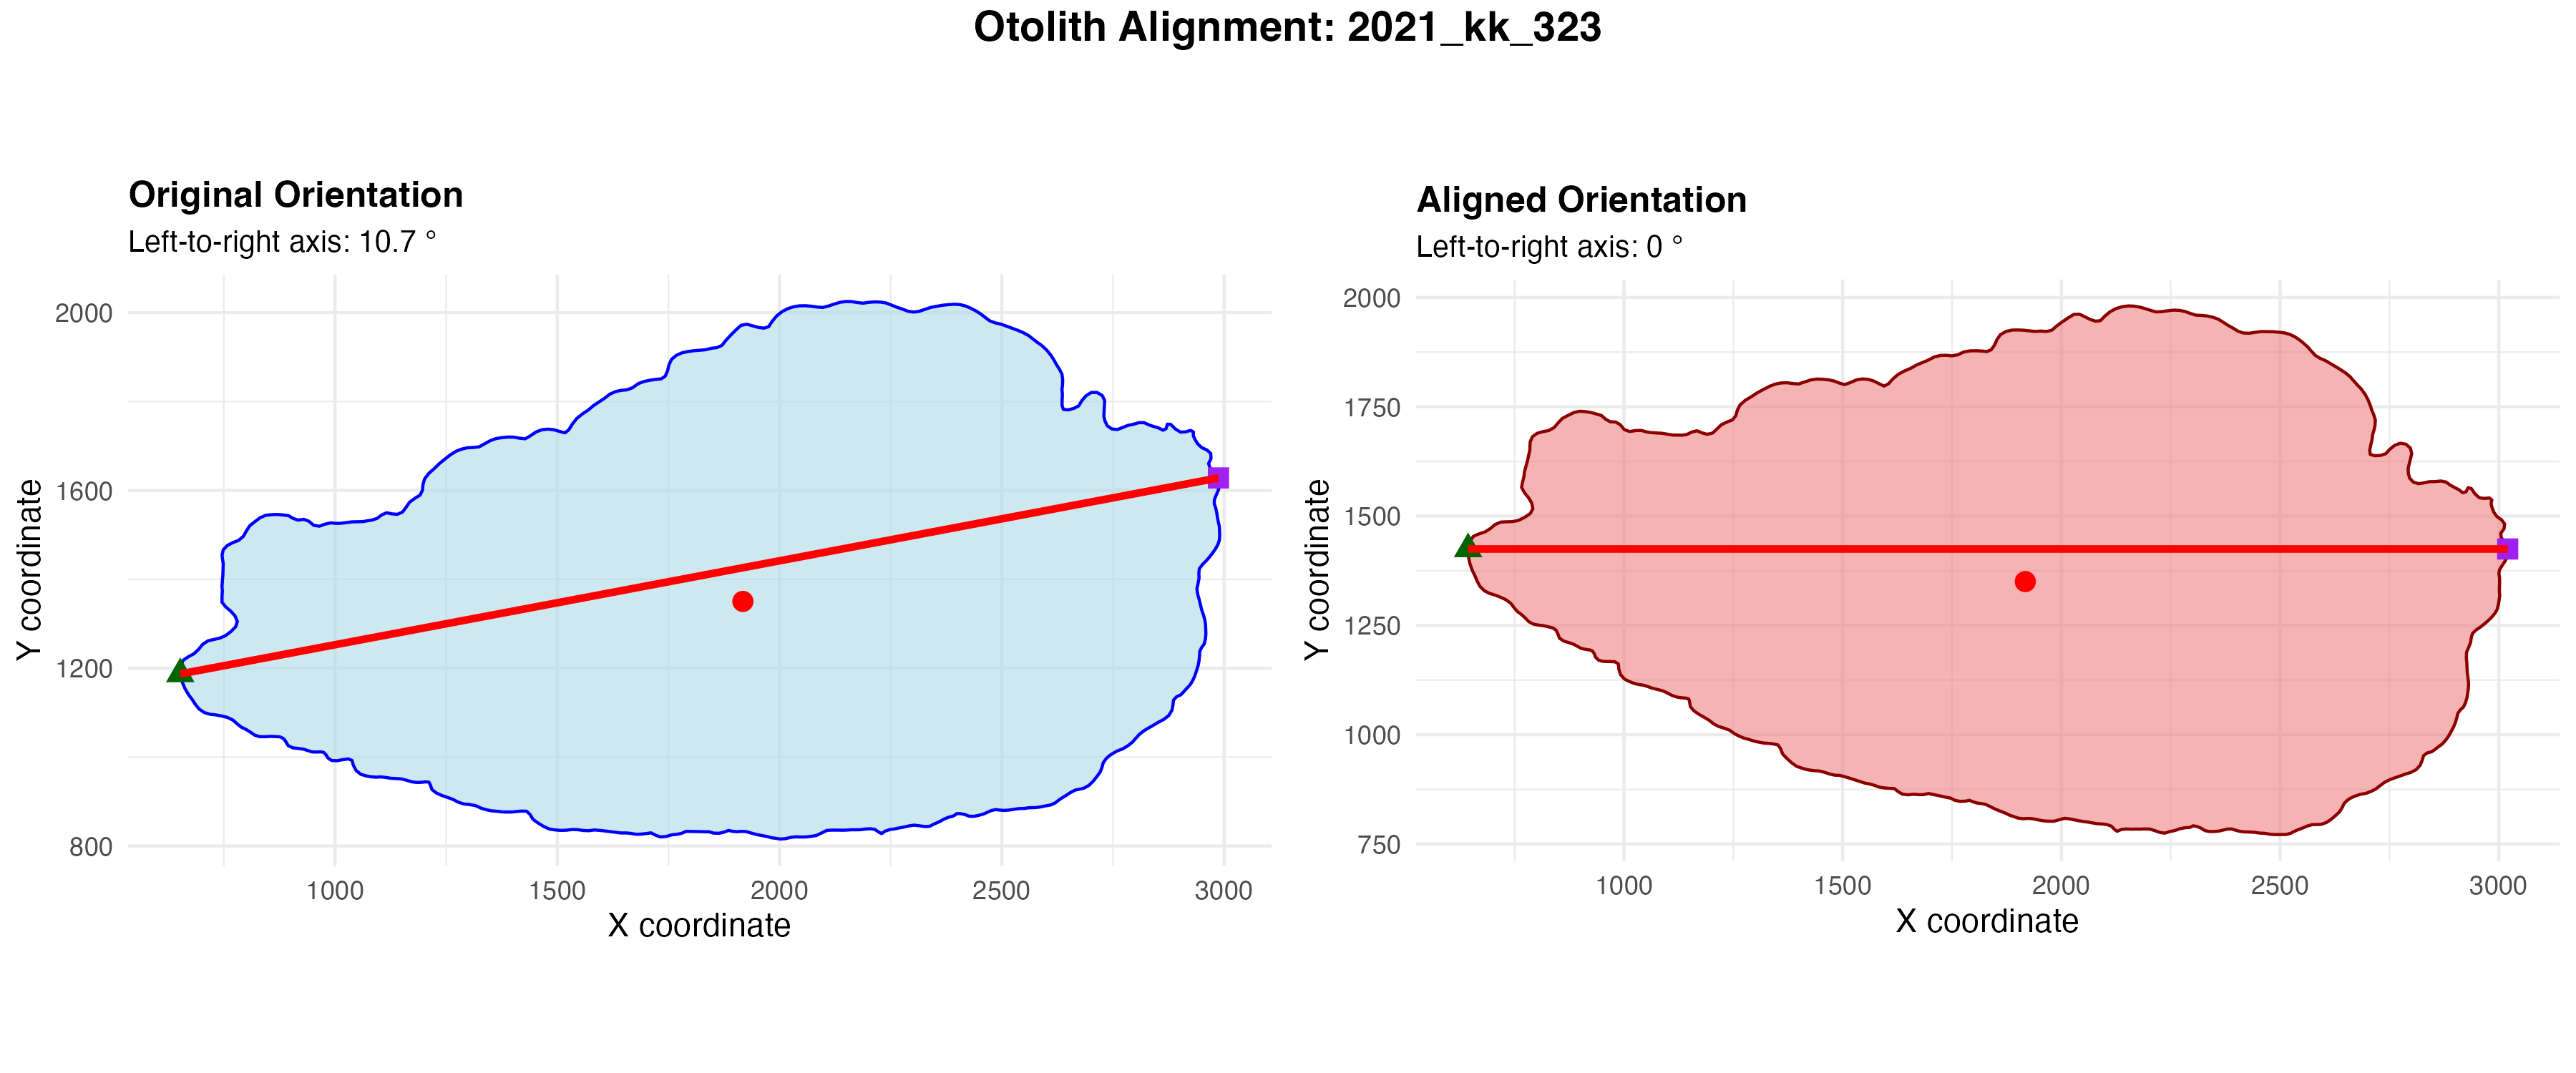 Otolith Alignment: 2021_kk_323
Original Orientation
Left-to-right axis: 10.7 °
Y coordinate
2000
1600
1200
800
1000 1500 2000 2500 3000
X coordinate
Aligned Orientation
Left-to-right axis: 0 °
Y coordinate
2000
1750
1500
1250
1000
750
1000 1500 2000 2500 3000
X coordinate